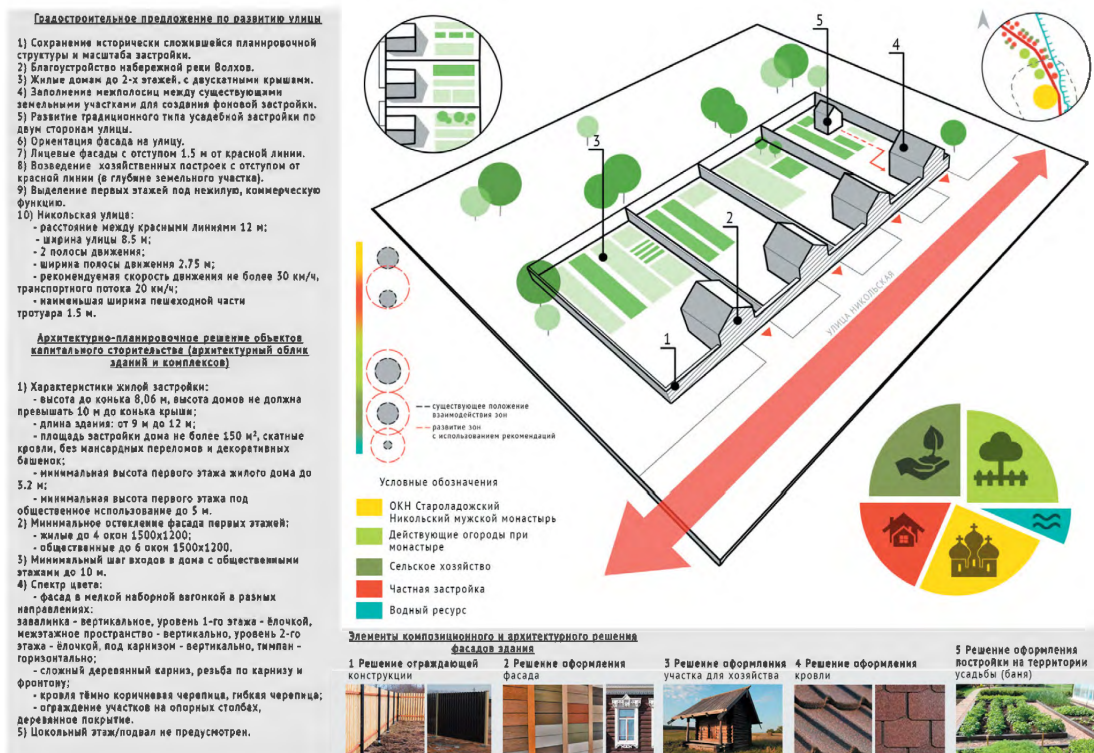 Градостроительное предложение по развитию улицы
1) Сохранение исторически сложившейся планировочной
структуры и масштаба застройки.
2) Благоустройство набережной реки Волхов.
3) Жилые домам до 2-х этажей, с двускатными крышами.
4) Заполнение межполосиц между существующими
земельными участками для создания фоновой застройки.
5) Развитие традиционного типа усадебной застройки по
двум сторонам улицы.
6) Ориентация фасада на улицу.
7) Лицевые фасады с отступом 1.5 м от красной линии.
8) Возведение хозяйственных построек с отступом от
красной линии (в глубине земельного участка).
9) Выделение первых этажей под нежилую, коммерческую
функцию.
10) Никольская улица:
- расстояние между красными линиями 12 м;
- ширина улицы 8.5 м;
- 2 полосы движения;
- ширина полосы движения 2.75 м;
- рекомендуемая скорость движения не более 30 км/ч,
транспортного потока 20 км/ч;
- наименьшая ширина пешеходной части
тротуара 1.5 м.
Архитектурно-планировочное решение объектов
капитального сторительства (архитектурный облик
зданий и комплексов)
1) Характеристики жилой застройки:
- высота до конька 8,06 м, высота домов не должна
превышать 10 м до конька крыши;
- длина здания: от 9 м до 12 м;
- площадь застройки дома не более 150 м², скатные
кровли, без мансардных переломов и декоративных
башенок;
- минимальная высота первого этажа жилого дома до
3.2 м;
- минимальная высота первого этажа под
общественное использование до 5 м.
2) Минимальное остекление фасада первых этажей:
- жилые до 4 окон 1500х1200;
- общественные до 6 окон 1500х1200.
3) Минимальный шаг входов в дома с общественными
этажами до 10 м.
4) Спектр цвета:
- фасад в мелкой наборной вагонкой в разных
направлениях:
завалинка - вертикальное, уровень 1-го этажа - ёлочкой,
межэтажное пространство - вертикально, уровень 2-го
этажа - ёлочкой, под карнизом - вертикально, тимпан -
горизонтально;
- сложный деревянный карниз, резьба по карнизу и
фронтону;
- кровля тёмно коричневая черепица, гибкая черепица;
- ограждение участков на опорных столбах,
деревянное покрытие.
5) Цокольный этаж/подвал не предусмотрен.
5
4
3
2
1
УЛИЦА НИКОЛЬСКАЯ
существующее положение
взаимодействия зон
развитие зон
с использованием рекомендаций
Условные обозначения
ОКН Староладожский
Никольский мужской монастырь
Действующие огороды при
монастыре
Сельское хозяйство
Частная застройка
Водный ресурс
Элементы композиционного и архитектурного решения
фасадов здания
1 Решение ограждающей
конструкции
2 Решение оформления
фасада
3 Решение оформления
участка для хозяйства
4 Решение оформления
кровли
5 Решение оформления
постройки на территории
усадьбы (баня)